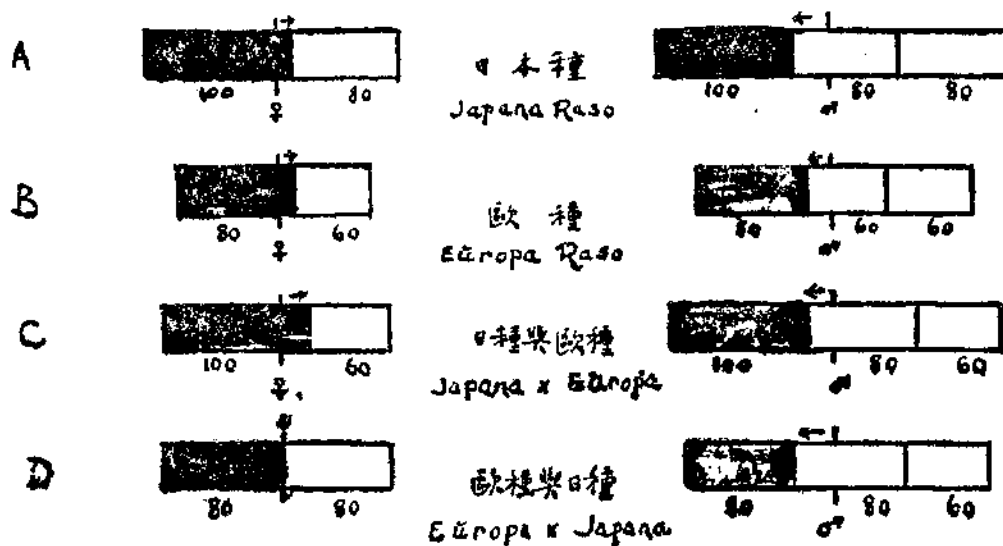 A
日本種
Japana Raso
100 80
♀
100 80 80
♂
B
歐種
Eŭropa Raso
80 60
♀
80 60 60
♂
C
日種與歐種
Japana x Eŭropa
100 60
♀
100 80 60
♂
D
歐種與日種
Eŭropa x Japana
80 80
80 80 60
♂